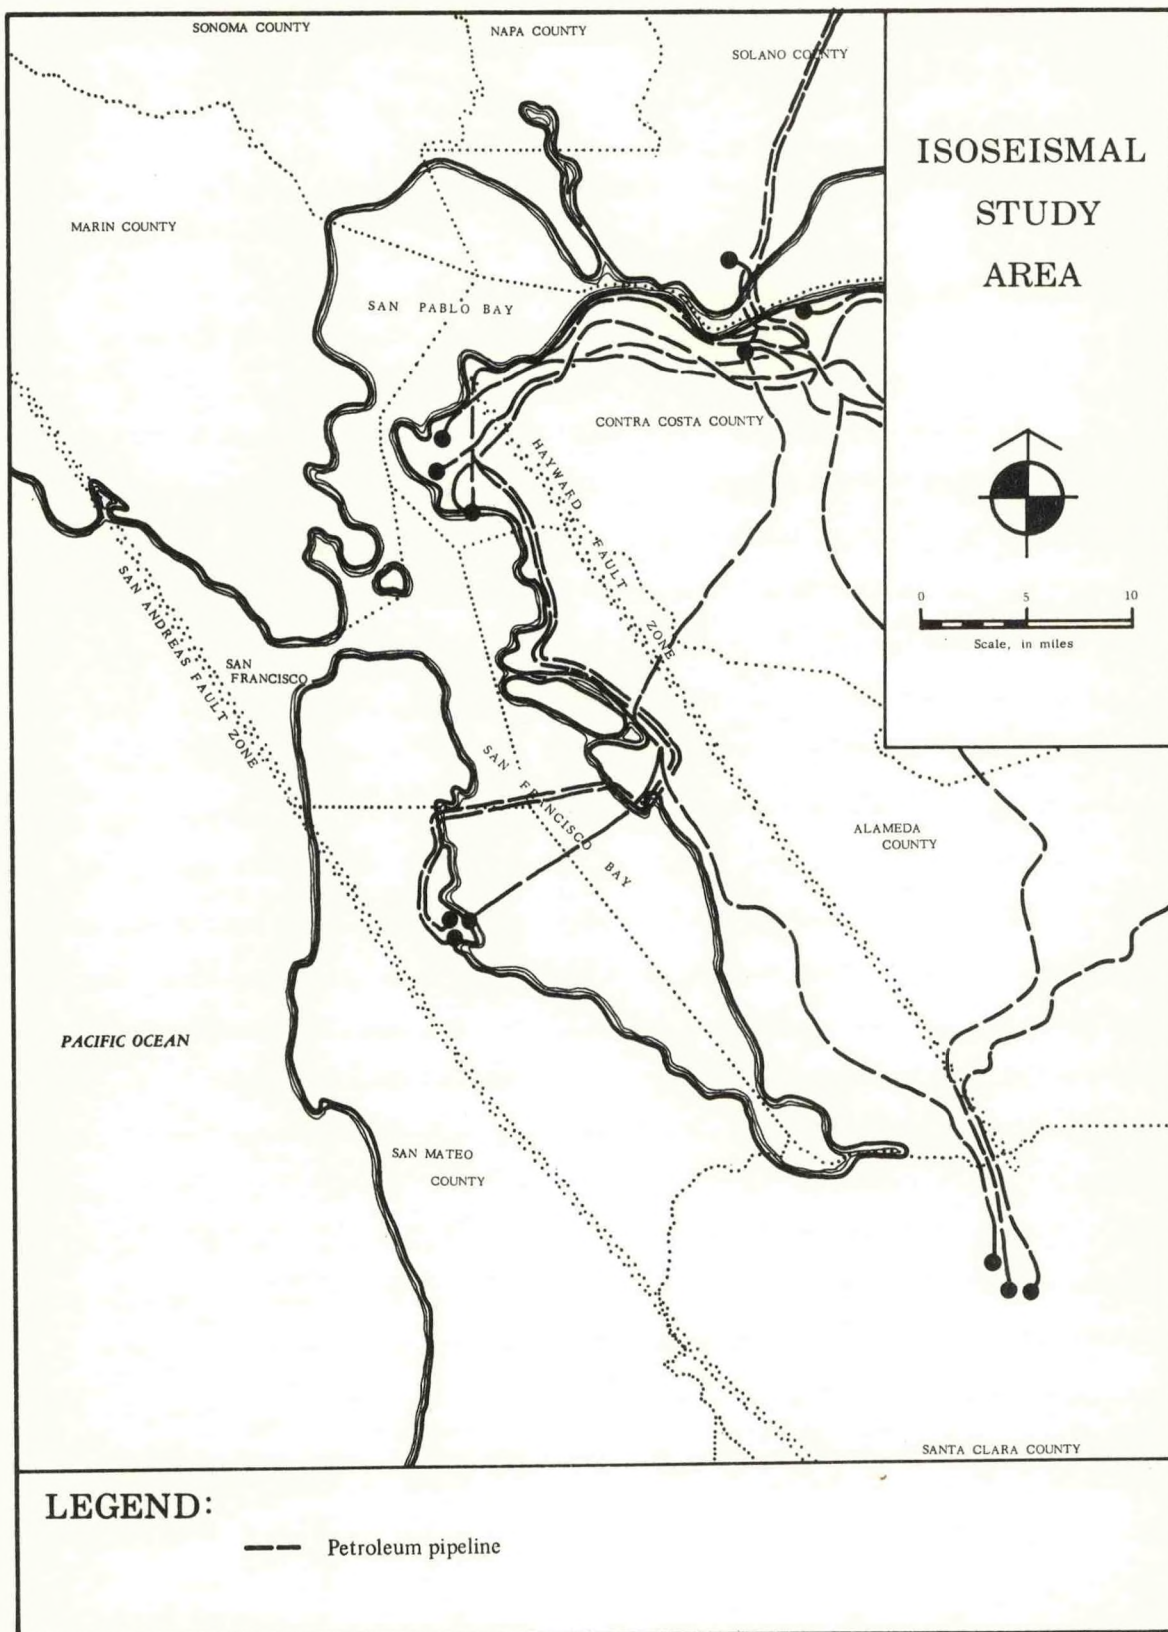 SONOMA COUNTY
NAPA COUNTY
SOLANO COUNTY
ISOSEISMAL
STUDY
AREA
MARIN COUNTY
SAN PABLO BAY
CONTRA COSTA COUNTY
HAYWARD FAULT ZONE
0 5 10
Scale, in miles
SAN ANDREAS FAULT ZONE
SAN
FRANCISCO
SAN FRANCISCO BAY
ALAMEDA
COUNTY
PACIFIC OCEAN
SAN MATEO
COUNTY
SANTA CLARA COUNTY
LEGEND:
Petroleum pipeline